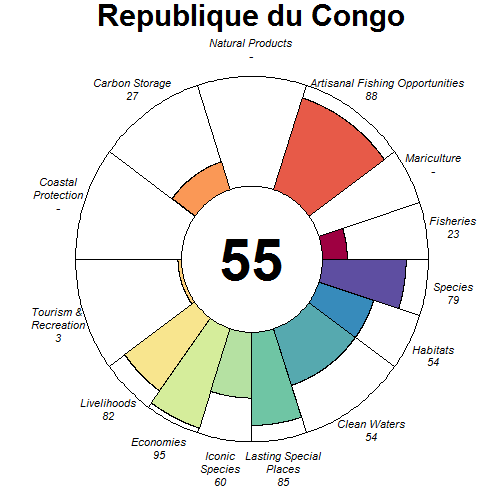 Republique du Congo
Natural Products
-
Carbon Storage
27
Artisanal Fishing Opportunities
88
Mariculture
-
Coastal
Protection
-
Fisheries
23
55
Species
79
Tourism &
Recreation
3
Habitats
54
Livelihoods
82
Clean Waters
54
Economies
95
Iconic
Species
60
Lasting Special
Places
85